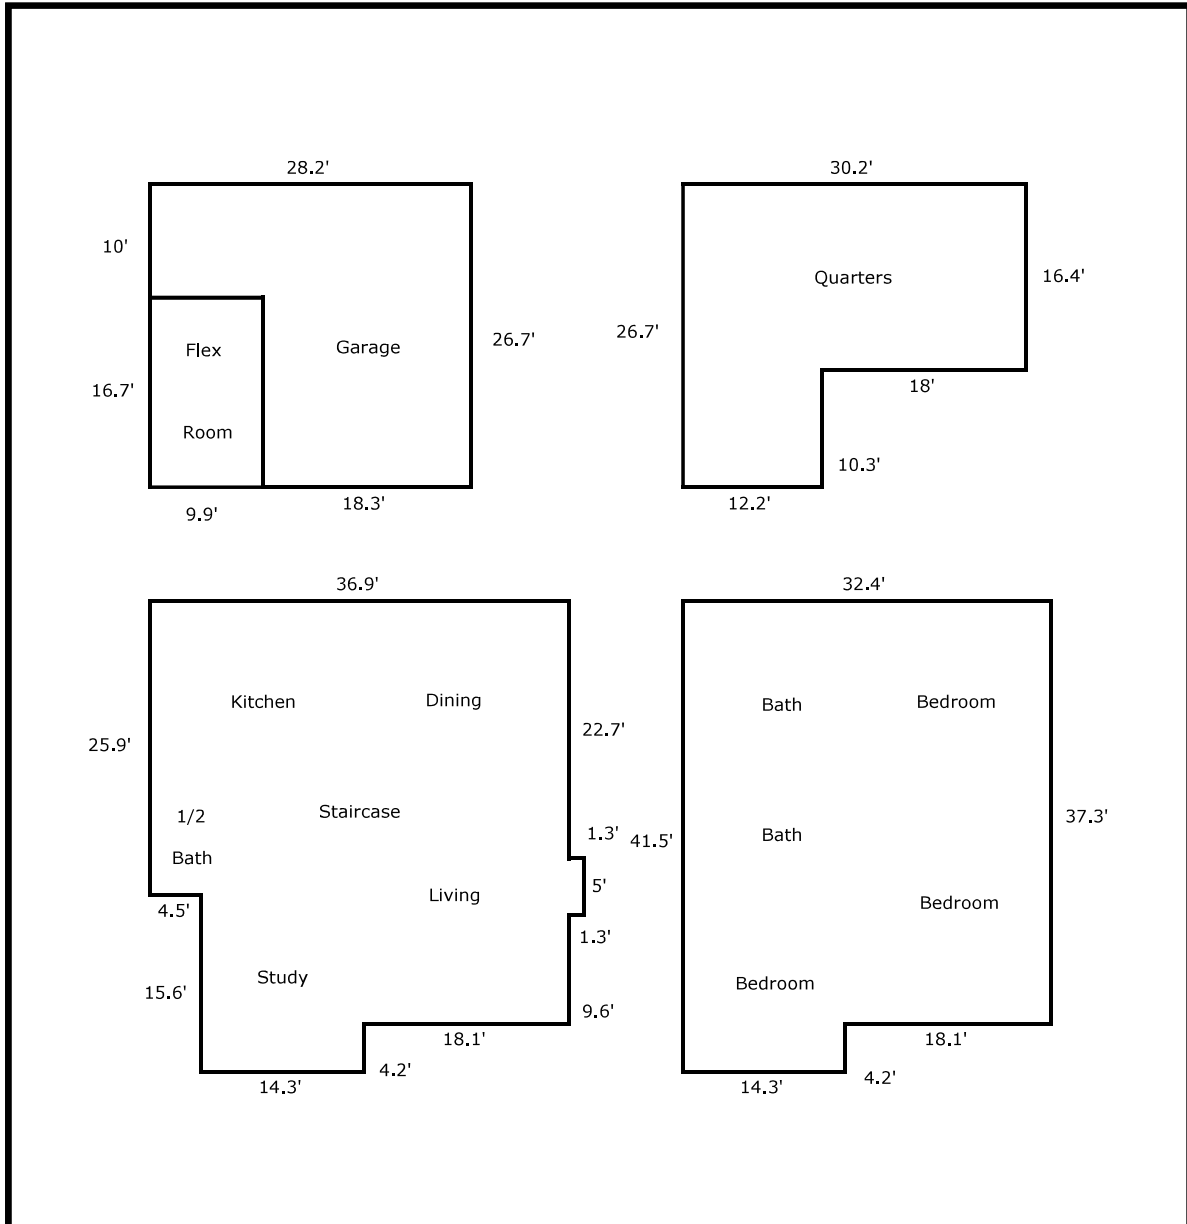 28.2'
10'
16.7'
Flex
Room
Garage
26.7'
9.9'
18.3'
30.2'
Quarters
16.4'
26.7'
18'
10.3'
12.2'
36.9'
Kitchen
Dining
25.9'
22.7'
1/2
Bath
Staircase
1.3'
5'
Living
4.5'
1.3'
15.6'
Study
9.6'
18.1'
4.2'
14.3'
32.4'
Bath
Bedroom
41.5'
Bath
37.3'
Bedroom
Bedroom
18.1'
4.2'
14.3'